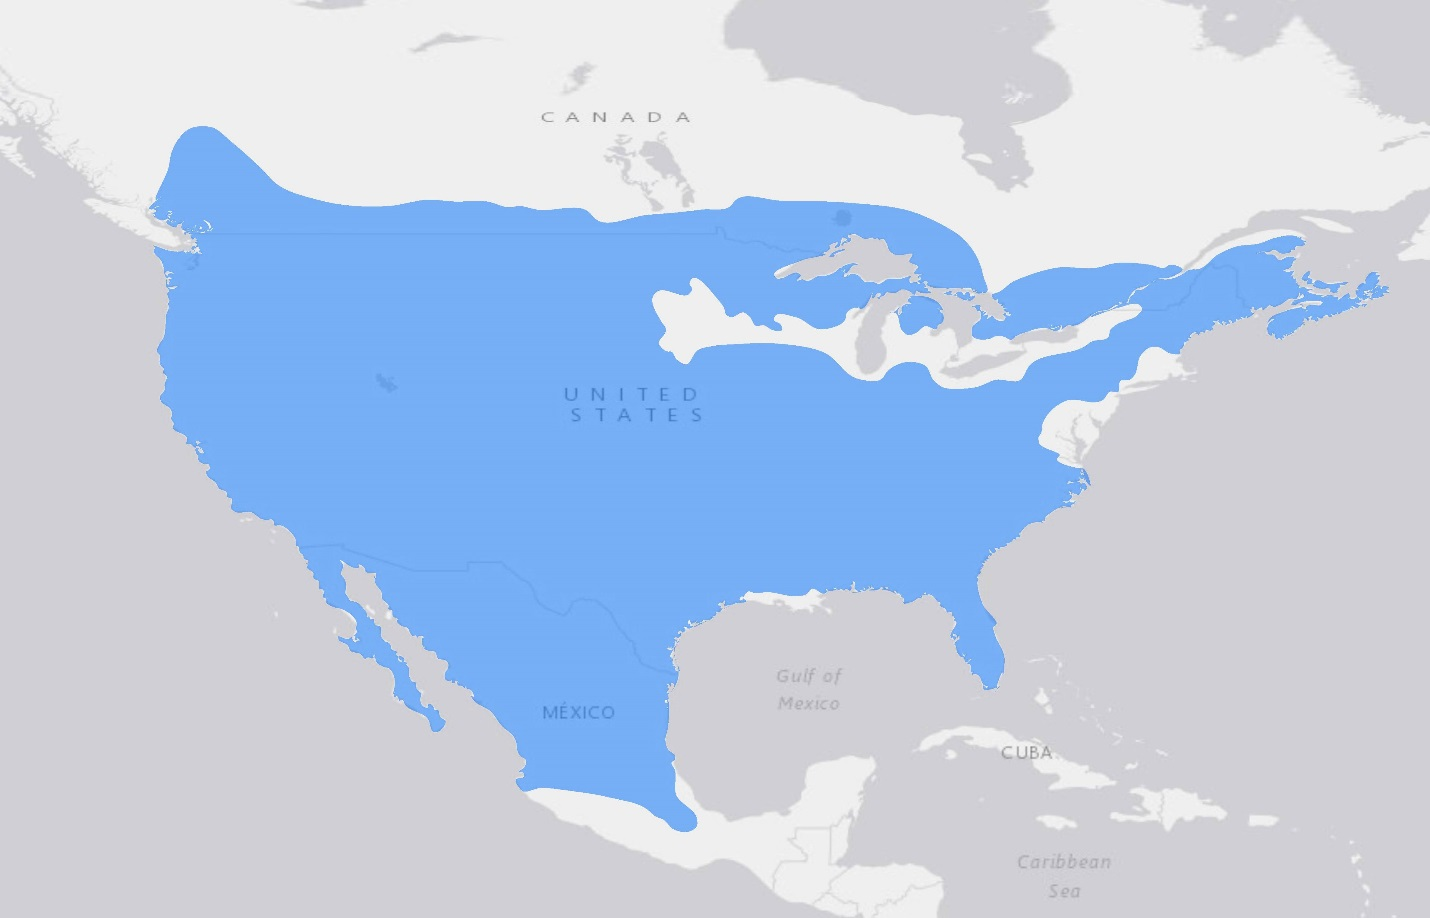 CANADA
UNITED
STATES
Gulf of
Mexico
MÉXICO
CUBA
Caribbean
Sea